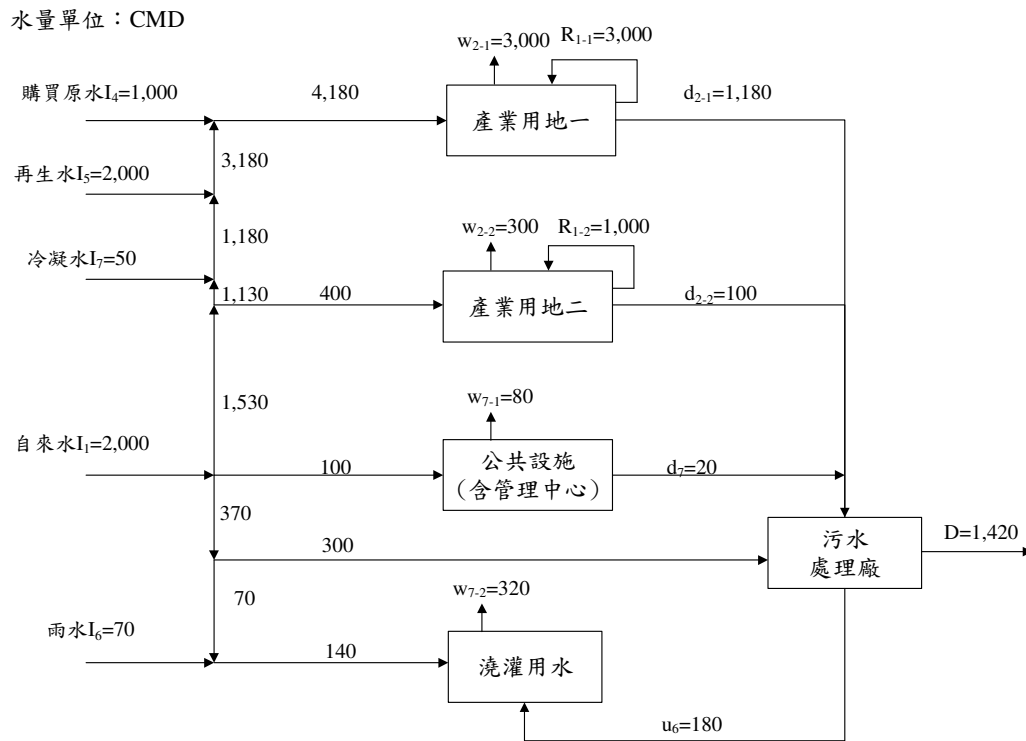 水量單位：CMD
w2-1=3,000
R1-1=3,000
購買原水I4=1,000
4,180
d2-1=1,180
產業用地一
3,180
再生水I5=2,000
w2-2=300
R1-2=1,000
1,180
冷凝水I7=50
1,130
400
d2-2=100
產業用地二
w7-1=80
1,530
自來水I1=2,000
100
公共設施
（含管理中心）
d7=20
370
300
污水
處理廠
D=1,420
w7-2=320
70
雨水I6=70
140
澆灌用水
u6=180